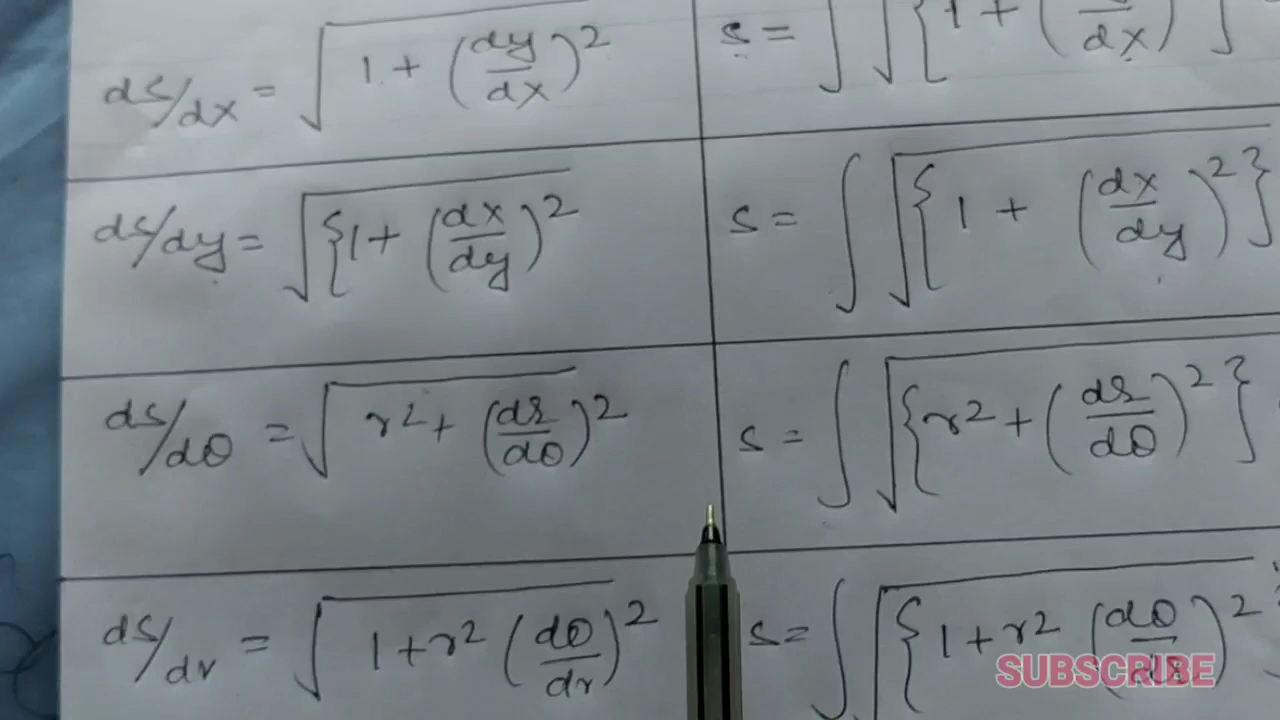 ds/dx = √1 + (dy/dx)²
s = ∫ √{1 + (dx) }
ds/dy = √{1 + (dx/dy)²
s = ∫ √{1 + (dx/dy)²}
ds/dθ = √r² + (dr/dθ)²
s = ∫ √{r² + (dr/dθ)²}
ds/dr = √1 + r² (dθ/dr)²
s = ∫ √{1 + r² (dθ/dr)²
SUBSCRIBE